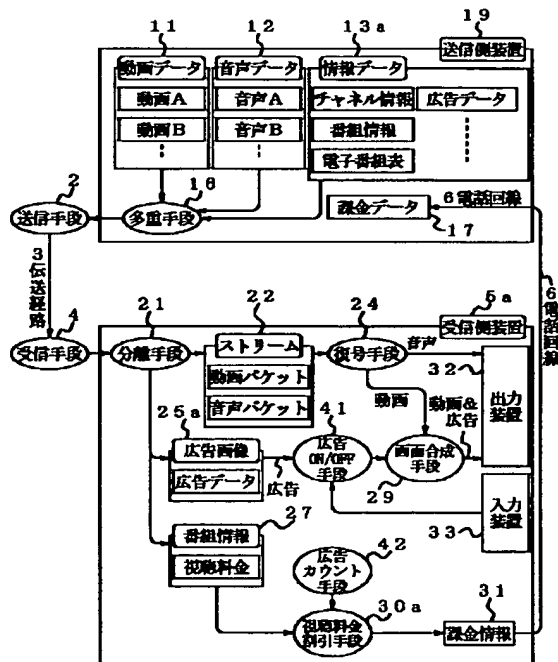 11
12
13a
19
送信側装置
動画データ
動画A
動画B
音声データ
音声A
音声B
情報データ
チャネル情報
広告データ
番組情報
電子番組表
2
送信手段
16
多重手段
課金データ
17
6電話回線
3伝送経路
4
受信手段
21
分離手段
22
ストリーム
動画パケット
音声パケット
24
復号手段
音声
5a
受信側装置
6電話回線
32
出力装置
25a
広告画像
広告データ
広告
41
広告
ON/OFF
手段
動画
画面合成
手段
29
動画&
広告
33
入力装置
27
番組情報
視聴料金
広告
カウント
手段
42
視聴料金
割引手段
30a
31
課金情報